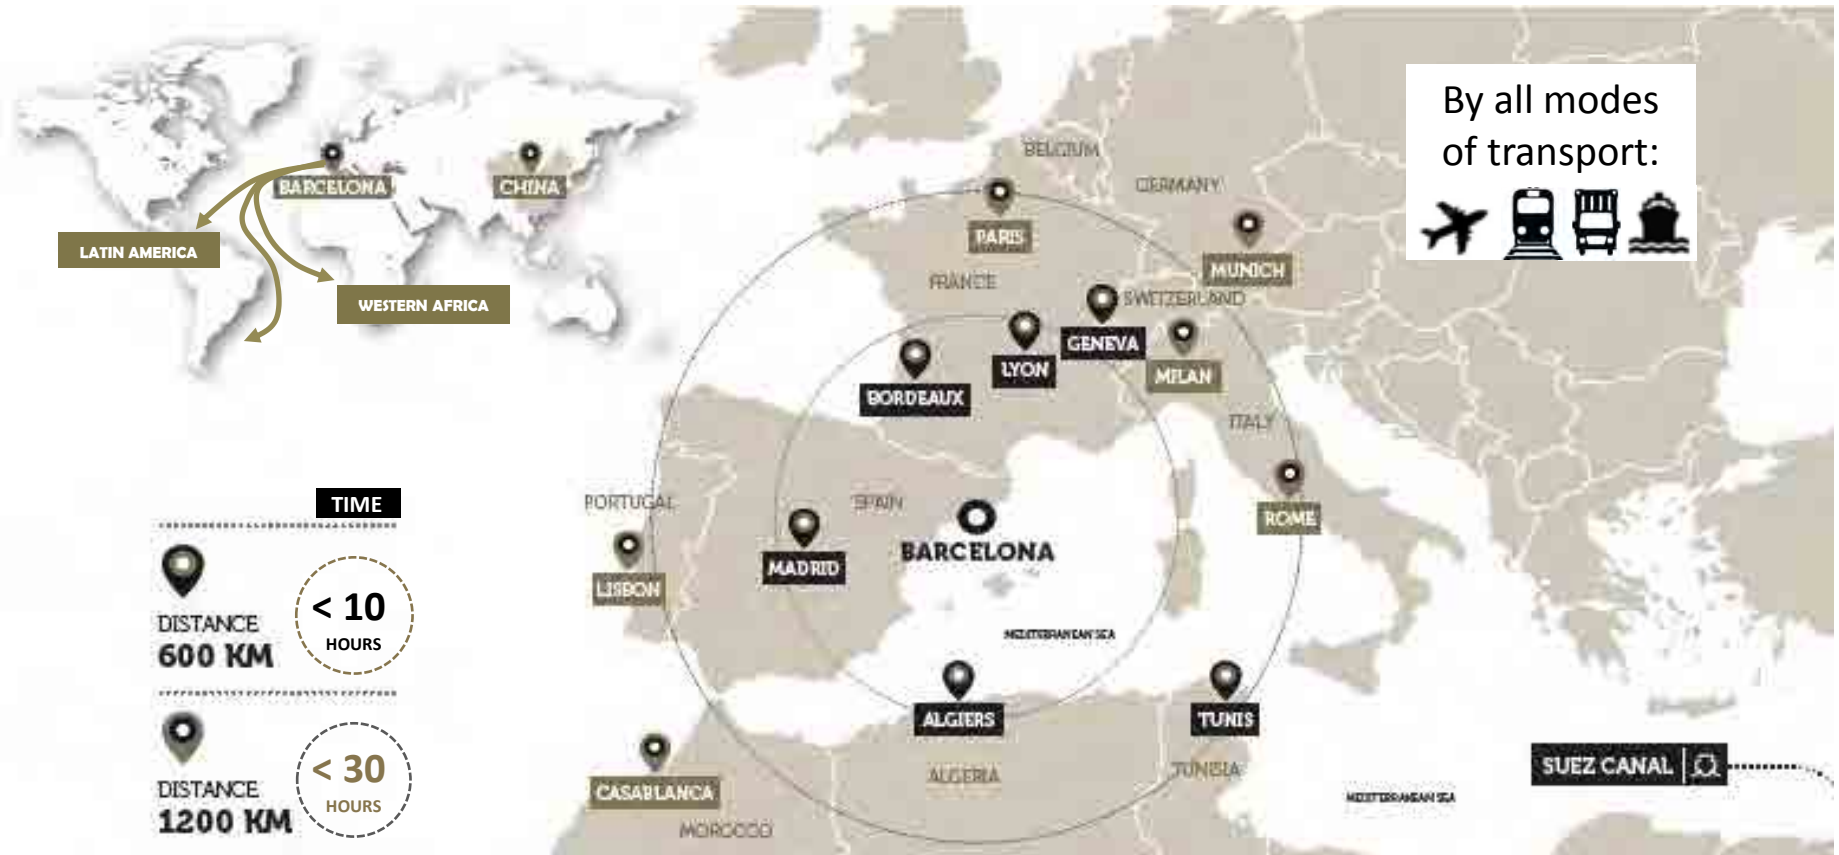 By all modes
of transport:
BARCELONA
CHINA
LATIN AMERICA
WESTERN AFRICA
BELGIUM
GERMANY
PARIS
MUNICH
FRANCE
SWITZERLAND
GENEVA
LYON
MILAN
BORDEAUX
ITALY
PORTUGAL
SPAIN
ROME
BARCELONA
MADRID
LISBON
MEDITERRANEAN SEA
ALGIERS
TUNIS
CASABLANCA
ALGERIA
TUNISIA
MOROCCO
MEDITERRANEAN SEA
SUEZ CANAL
TIME
DISTANCE
600 KM
< 10
HOURS
DISTANCE
1200 KM
< 30
HOURS